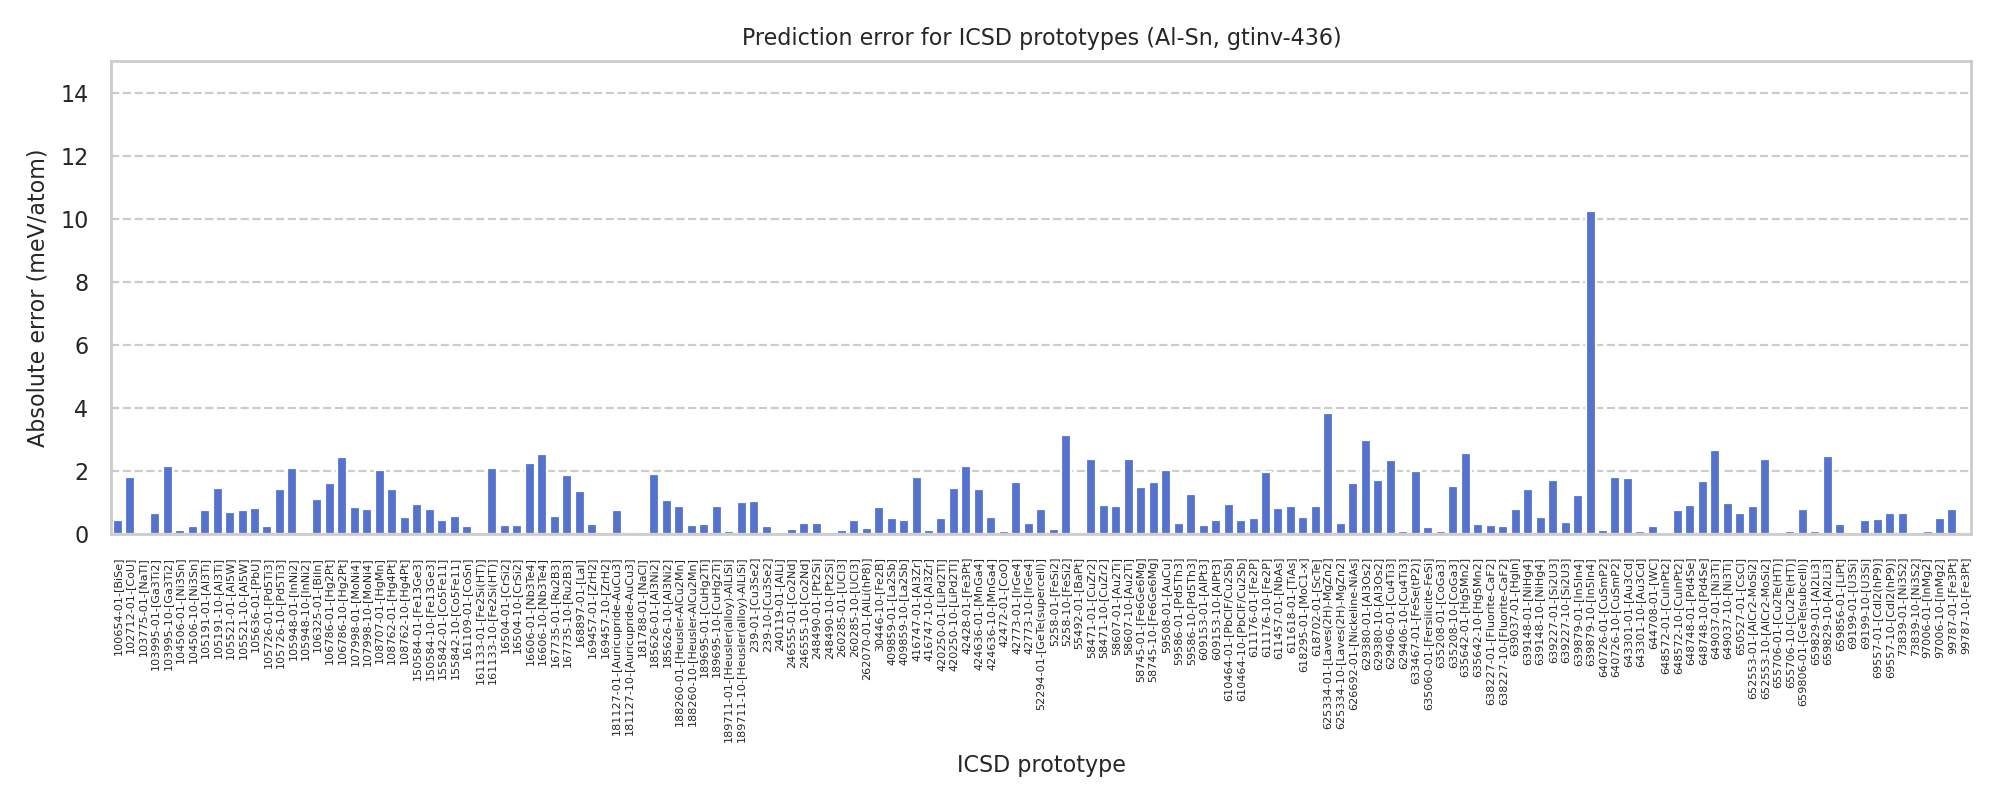 Prediction error for ICSD prototypes (Al-Sn, gtinv-436)
Absolute error (meV/atom)
14
12
10
8
6
4
2
0
100654-01-[BiSe]
102712-01-[CoU]
103775-01-[NaTl]
103995-01-[Ga3Ti2]
103995-10-[Ga3Ti2]
104506-01-[Ni3Sn]
104506-10-[Ni3Sn]
105191-01-[Al3Ti]
105191-10-[Al3Ti]
105521-01-[Al5W]
105521-10-[Al5W]
105636-01-[PbU]
105726-01-[Pd5Ti3]
105726-10-[Pd5Ti3]
105948-01-[InNi2]
105948-10-[InNi2]
106325-01-[BiIn]
106786-01-[Hg2Pt]
106786-10-[Hg2Pt]
107998-01-[MoNi4]
107998-10-[MoNi4]
108707-01-[HgMn]
108762-01-[Hg4Pt]
108762-10-[Hg4Pt]
150584-01-[Fe13Ge3]
150584-10-[Fe13Ge3]
155842-01-[Co5Fe11]
155842-10-[Co5Fe11]
161109-01-[CoSn]
161133-01-[Fe2Si(HT)]
161133-10-[Fe2Si(HT)]
16504-01-[CrSi2]
16504-10-[CrSi2]
16606-01-[Nb3Te4]
16606-10-[Nb3Te4]
167735-01-[Ru2B3]
167735-10-[Ru2B3]
168897-01-[LaI]
169457-01-[ZrH2]
169457-10-[ZrH2]
181127-01-[Auricupride-AuCu3]
181127-10-[Auricupride-AuCu3]
181788-01-[NaCl]
185626-01-[Al3Ni2]
185626-10-[Al3Ni2]
188260-01-[Heusler-AlCu2Mn]
188260-10-[Heusler-AlCu2Mn]
189695-01-[CuHg2Ti]
189695-10-[CuHg2Ti]
189711-01-[Heusler(alloy)-AlLiSi]
189711-10-[Heusler(alloy)-AlLiSi]
239-01-[Cu3Se2]
239-10-[Cu3Se2]
240119-01-[AlLi]
246555-01-[Co2Nd]
246555-10-[Co2Nd]
248490-01-[Pt2Si]
248490-10-[Pt2Si]
260285-01-[UCl3]
260285-10-[UCl3]
262070-01-[AlLi(hP8)]
30446-10-[Fe2B]
409859-01-[La2Sb]
409859-10-[La2Sb]
416747-01-[Al3Zr]
416747-10-[Al3Zr]
420250-01-[LiPd2Tl]
420250-10-[LiPd2Tl]
42428-01-[Fe3Pt]
424636-01-[MnGa4]
424636-10-[MnGa4]
42472-01-[CoO]
42773-01-[IrGe4]
42773-10-[IrGe4]
52294-01-[GeTe(supercell)]
5258-01-[FeSi2]
5258-10-[FeSi2]
55492-01-[BaPt]
58471-01-[CuZr2]
58471-10-[CuZr2]
58607-01-[Au2Ti]
58607-10-[Au2Ti]
58745-01-[Fe6Ge6Mg]
58745-10-[Fe6Ge6Mg]
59508-01-[AuCu]
59586-01-[Pd5Th3]
59586-10-[Pd5Th3]
609153-01-[AlPt3]
609153-10-[AlPt3]
610464-01-[PbClF/Cu2Sb]
610464-10-[PbClF/Cu2Sb]
611176-01-[Fe2P]
611176-10-[Fe2P]
611457-01-[NbAs]
611618-01-[TiAs]
618295-01-[MoC1-x]
618702-01-[ScTe]
625334-01-[Laves(2H)-MgZn2]
625334-10-[Laves(2H)-MgZn2]
626692-01-[Nickeline-NiAs]
629380-01-[Al3Os2]
629380-10-[Al3Os2]
629406-01-[Cu4Ti3]
629406-10-[Cu4Ti3]
633467-01-[FeSe(tP2)]
635060-01-[Fersilicite-FeSi]
635208-01-[CoGa3]
635208-10-[CoGa3]
635642-01-[Hg5Mn2]
635642-10-[Hg5Mn2]
638227-01-[Fluorite-CaF2]
638227-10-[Fluorite-CaF2]
639037-01-[HgIn]
639148-01-[NiHg4]
639148-10-[NiHg4]
639227-01-[Si2U3]
639227-10-[Si2U3]
639879-01-[In5In4]
639879-10-[In5In4]
640726-01-[CuSmP2]
640726-10-[CuSmP2]
643301-01-[Au3Cd]
643301-10-[Au3Cd]
644708-01-[WC]
648572-01-[CuInPt2]
648572-10-[CuInPt2]
648748-01-[Pd4Se]
648748-10-[Pd4Se]
649037-01-[Ni3Ti]
649037-10-[Ni3Ti]
650527-01-[CsCl]
652553-01-[AlCr2-MoSi2]
652553-10-[AlCr2-MoSi2]
655706-01-[Cu2Te(HT)]
655706-10-[Cu2Te(HT)]
659806-01-[GeTe(subcell)]
659829-01-[Al2Li3]
659829-10-[Al2Li3]
659856-01-[LiPt]
69199-01-[U3Si]
69199-10-[U3Si]
69557-01-[CdI2(hP9)]
69557-10-[CdI2(hP9)]
73839-01-[Ni3S2]
73839-10-[Ni3S2]
97006-01-[InMg2]
97006-10-[InMg2]
99787-01-[Fe3Pt]
99787-10-[Fe3Pt]
ICSD prototype